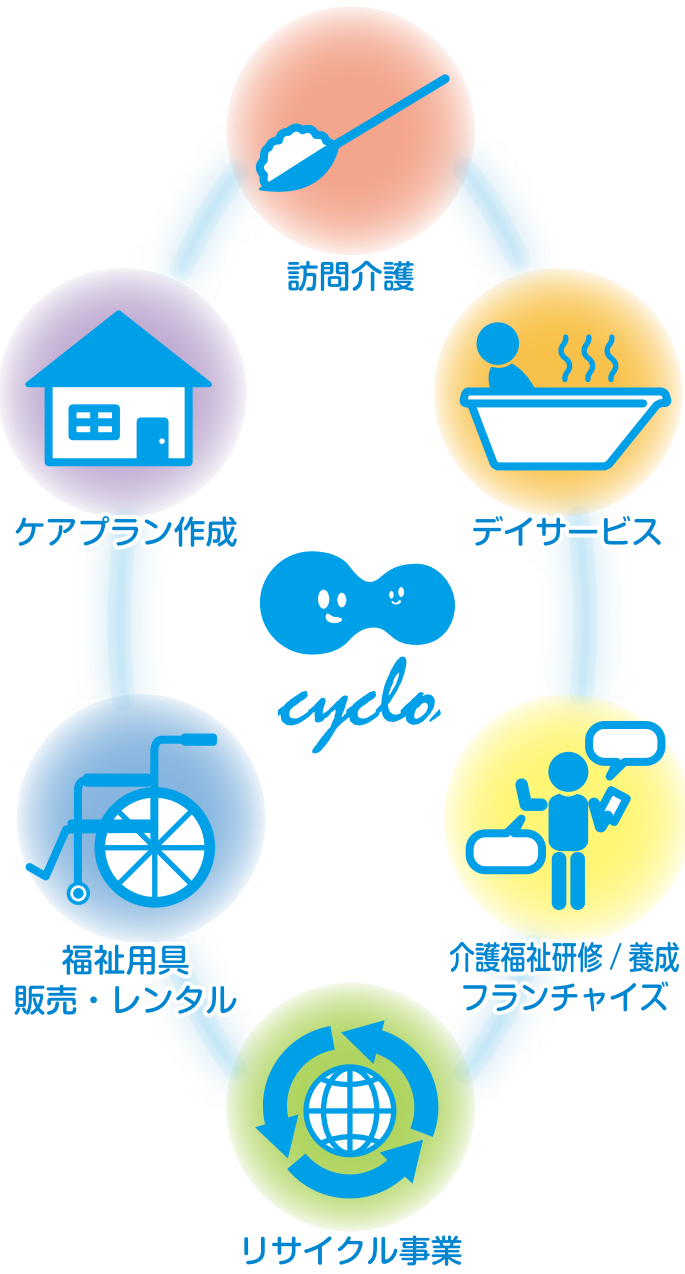 訪問介護
ケアプラン作成
デイサービス
cyclo
福祉用具
販売・レンタル
介護福祉研修 / 養成
フランチャイズ
リサイクル事業